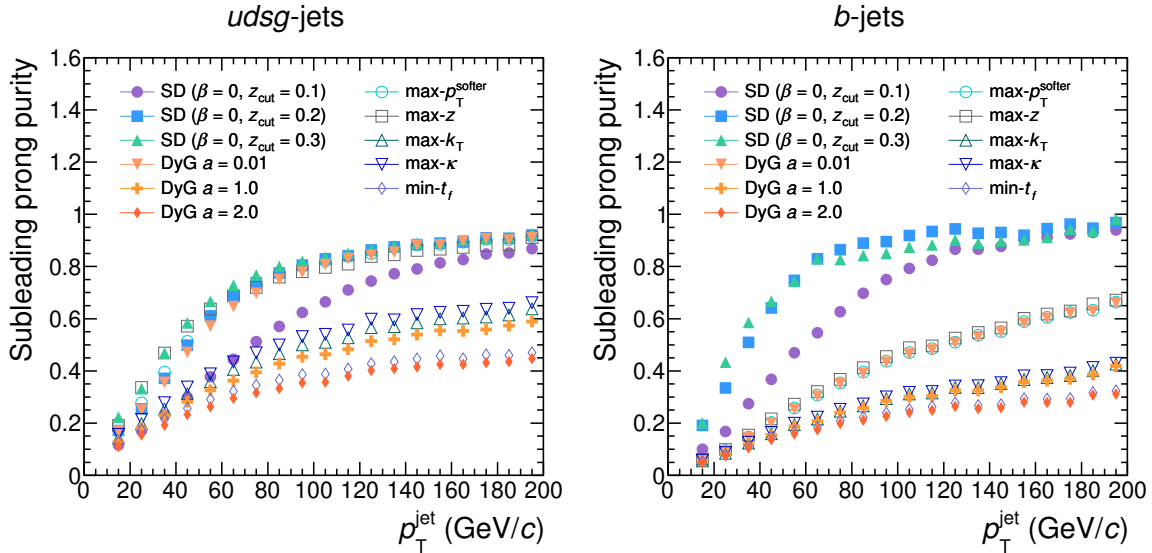 udsg-jets
Subleading prong purity
1.6
1.4
1.2
1
0.8
0.6
0.4
0.2
0
SD (β = 0, z_cut = 0.1)
SD (β = 0, z_cut = 0.2)
SD (β = 0, z_cut = 0.3)
DyG a = 0.01
DyG a = 1.0
DyG a = 2.0
max-p_T^softer
max-z
max-k_T
max-κ
min-t_f
0 20 40 60 80 100 120 140 160 180 200
p_T^jet (GeV/c)
b-jets
Subleading prong purity
1.6
1.4
1.2
1
0.8
0.6
0.4
0.2
0
SD (β = 0, z_cut = 0.1)
SD (β = 0, z_cut = 0.2)
SD (β = 0, z_cut = 0.3)
DyG a = 0.01
DyG a = 1.0
DyG a = 2.0
max-p_T^softer
max-z
max-k_T
max-κ
min-t_f
0 20 40 60 80 100 120 140 160 180 200
p_T^jet (GeV/c)